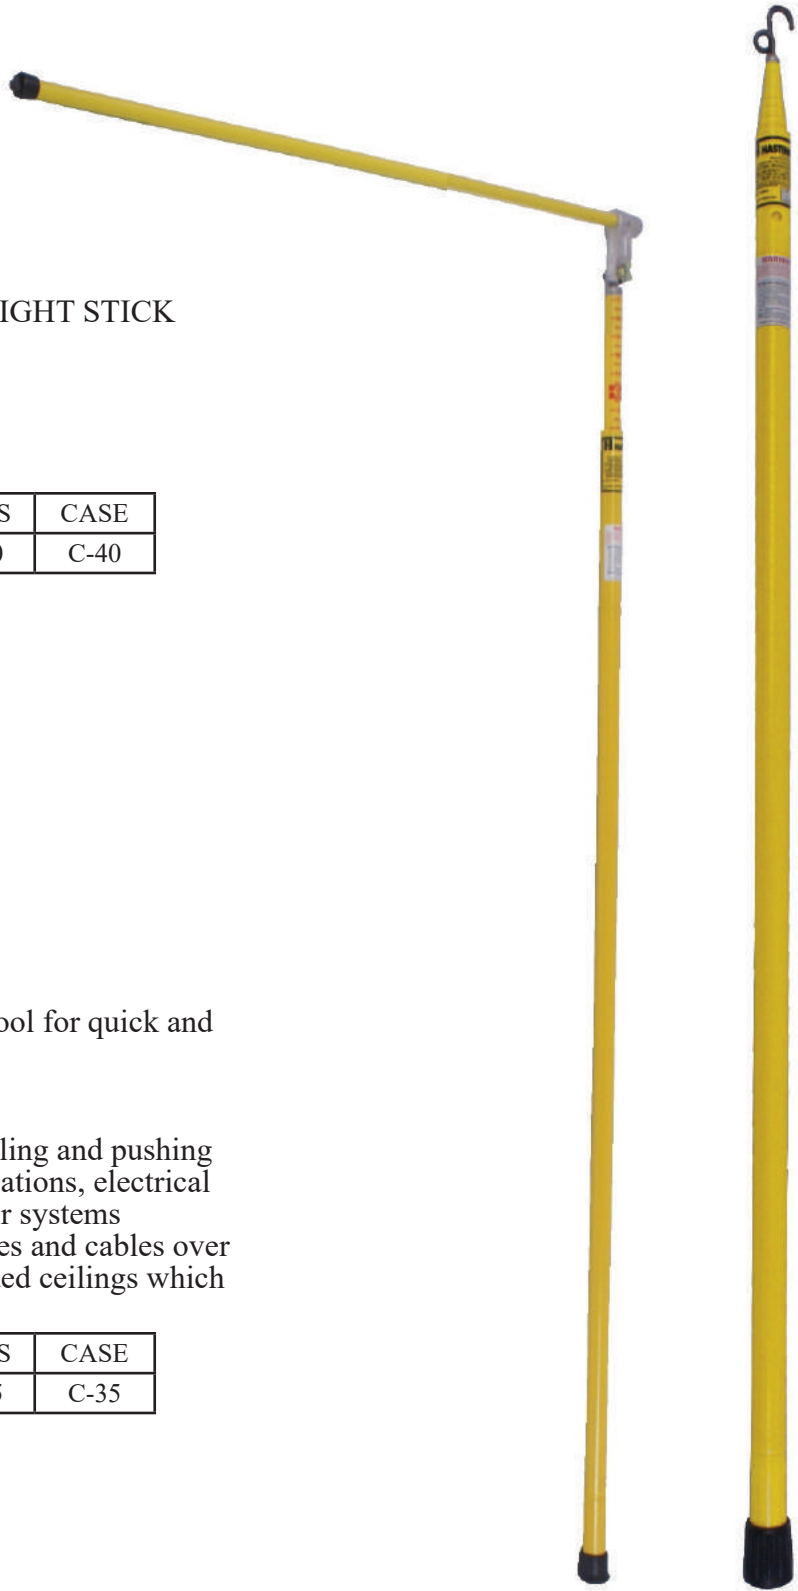 IGHT STICK
S CASE
0 C-40
ool for quick and
ling and pushing
ations, electrical
r systems
es and cables over
ed ceilings which
S CASE
5 C-35